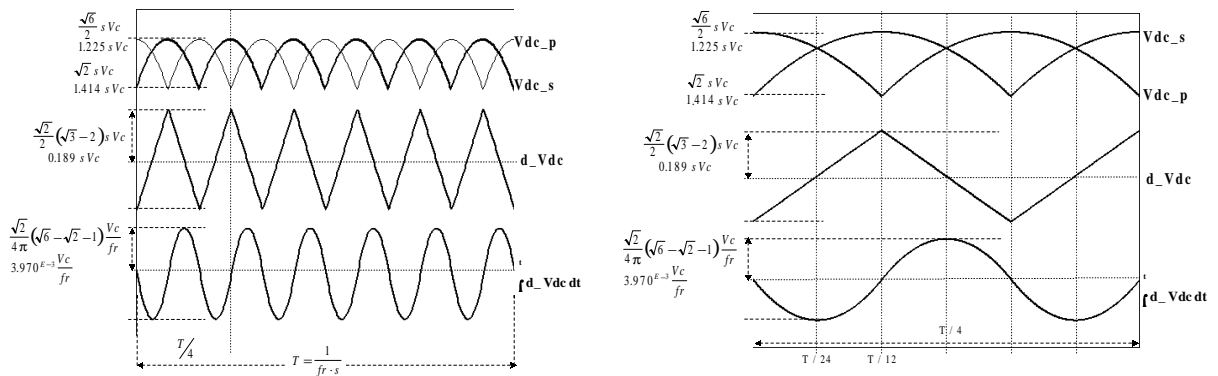 √6/2 s Vc
1.225 s Vc
Vdc_p
√2 s Vc
1.414 s Vc
Vdc_s
√2/2 (√3 − 2) s Vc
0.189 s Vc
d_Vdc
√2/4π (√6 − √2 − 1) Vc/fr
3.970 E−3 Vc/fr
t
∫ d_Vdc dt
T/4
T = 1/fr · s
√6/2 s Vc
1.225 s Vc
Vdc_s
√2 s Vc
1.414 s Vc
Vdc_p
√2/2 (√3 − 2) s Vc
0.189 s Vc
d_Vdc
√2/4π (√6 − √2 − 1) Vc/fr
3.970 E−3 Vc/fr
t
∫ d_Vdc dt
T / 4
T / 24
T / 12